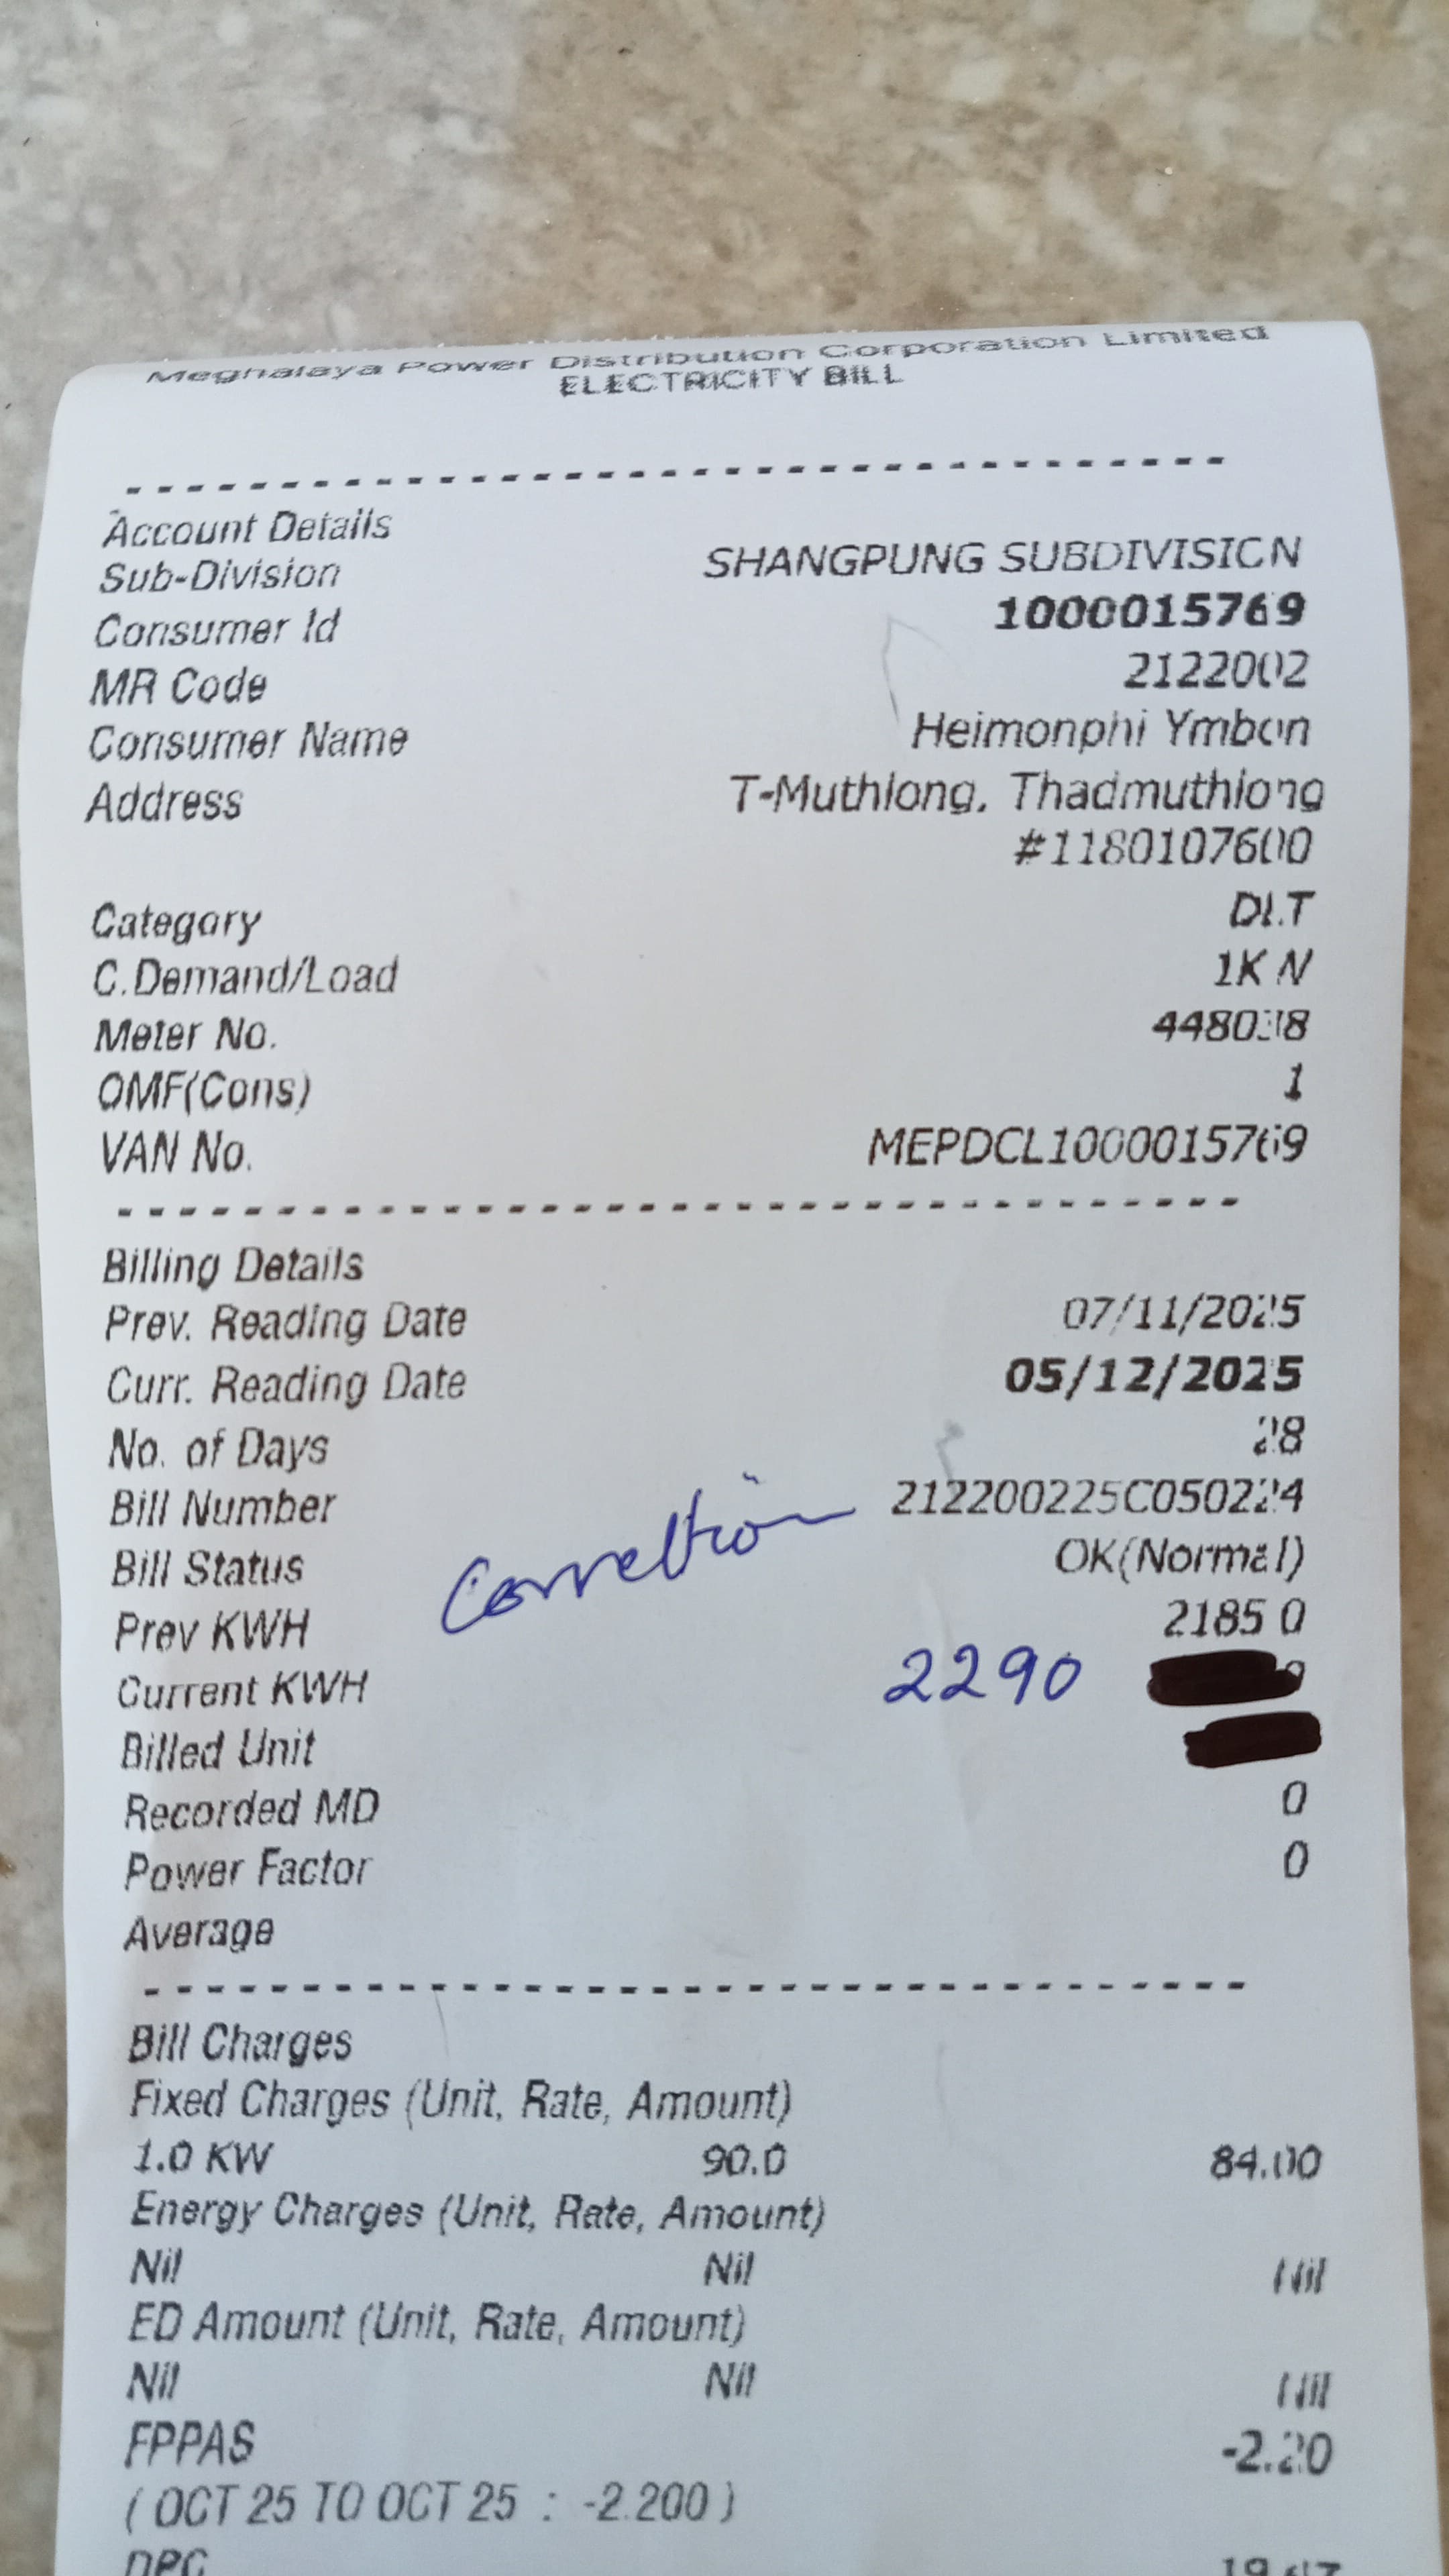 Meghalaya Power Distribution Corporation Limited
ELECTRICITY BILL
Account Details
Sub-Division SHANGPUNG SUBDIVISION
Consumer Id 1000015769
MR Code 2122002
Consumer Name Heimonphi Ymbon
Address T-Muthlong, Thadmuthlong
#1180107600
Category DLT
C.Demand/Load 1KW
Meter No.
OMF(Cons) 1
VAN No. MEPDCL1000015769
Billing Details
Prev. Reading Date 07/11/2025
Curr. Reading Date 05/12/2025
No. of Days 28
Bill Number 212200225C050224
Correction
Bill Status OK(Normal)
Prev KWH 2185 0
Current KWH 2290
Billed Unit
Recorded MD 0
Power Factor 0
Average
Bill Charges
Fixed Charges (Unit, Rate, Amount)
1.0 KW 90.0 84.00
Energy Charges (Unit, Rate, Amount)
Nil Nil Nil
ED Amount (Unit, Rate, Amount)
Nil Nil Nil
FPPAS -2.20
( OCT 25 TO OCT 25 : -2.200 )
DPC